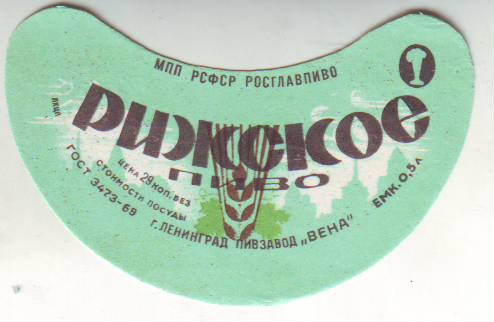 МПП РСФСР РОСГЛАВПИВО
РИЖСКОЕ
ПИВО
ЦЕНА 29 КОП. БЕЗ
СТОИМОСТИ ПОСУДЫ
ГОСТ 3473-69
Г. ЛЕНИНГРАД ПИВЗАВОД „ВЕНА"
ЕМК. 0,5 Л